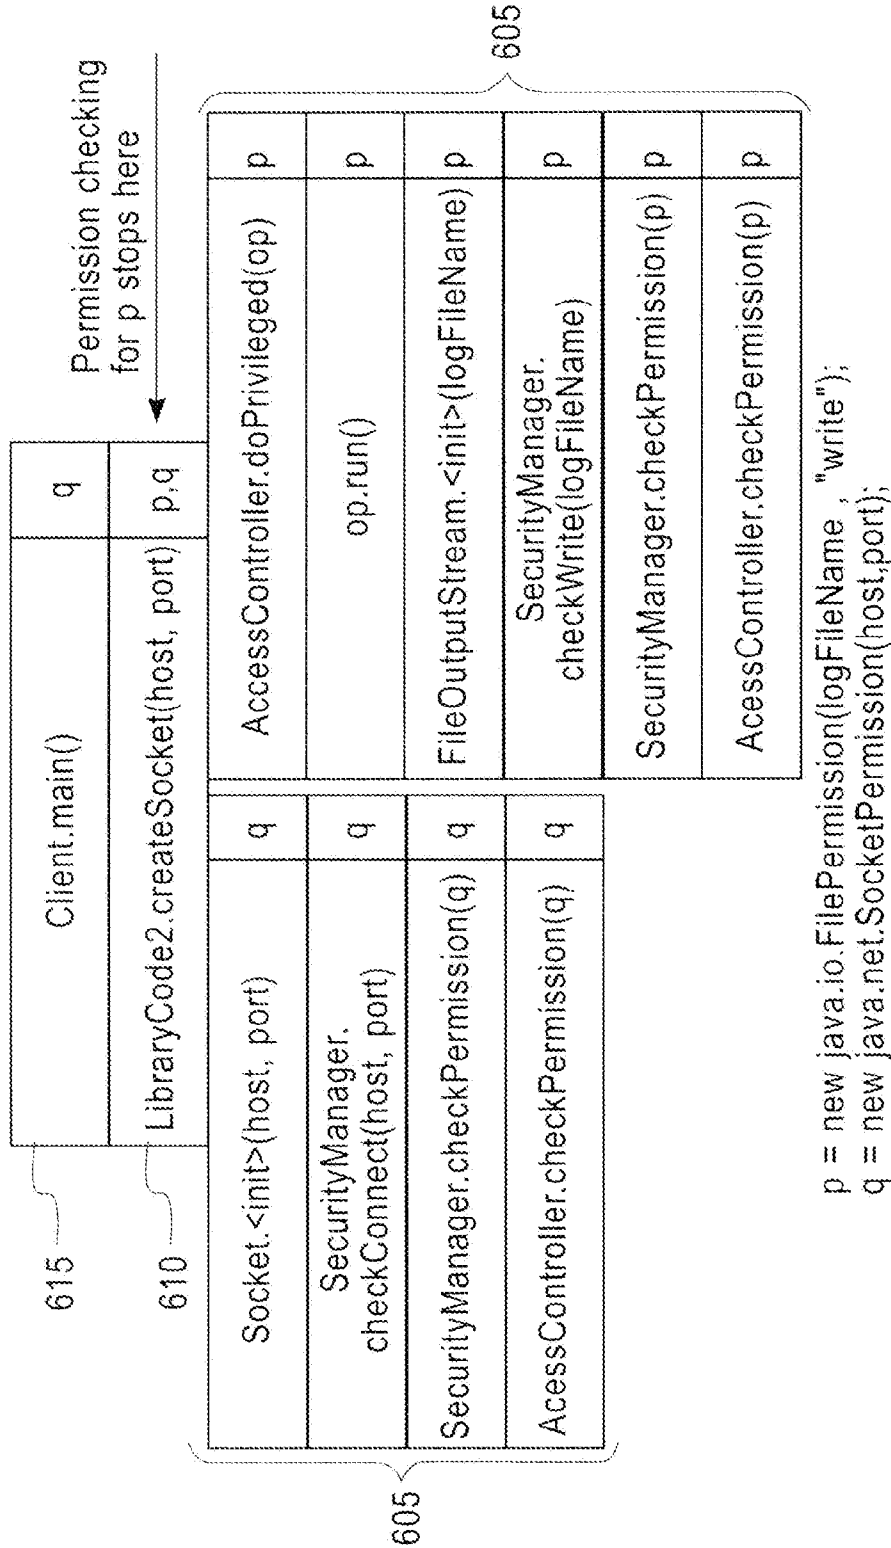 615
Client.main()
q
610
LibraryCode2.createSocket(host, port)
p,q
Permission checking
for p stops here
605
Socket.<init>(host, port)
q
SecurityManager.
checkConnect(host, port)
q
SecurityManager.checkPermission(q)
q
AcessController.checkPermission(q)
q
AccessController.doPrivileged(op)
p
op.run()
p
FileOutputStream.<init>(logFileName)
p
SecurityManager.
checkWrite(logFileName)
p
SecurityManager.checkPermission(p)
p
AcessController.checkPermission(p)
p
605
p = new java.io.FilePermission(logFileName , "write");
q = new java.net.SocketPermission(host,port);